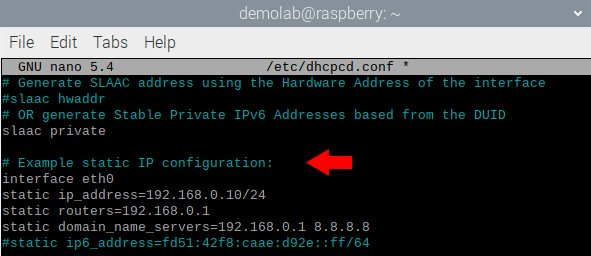 demolab@raspberry: ~
File Edit Tabs Help
GNU nano 5.4 /etc/dhcpcd.conf *
# Generate SLAAC address using the Hardware Address of the interface
#slaac hwaddr
# OR generate Stable Private IPv6 Addresses based from the DUID
slaac private
# Example static IP configuration:
interface eth0
static ip_address=192.168.0.10/24
static routers=192.168.0.1
static domain_name_servers=192.168.0.1 8.8.8.8
#static ip6_address=fd51:42f8:caae:d92e::ff/64